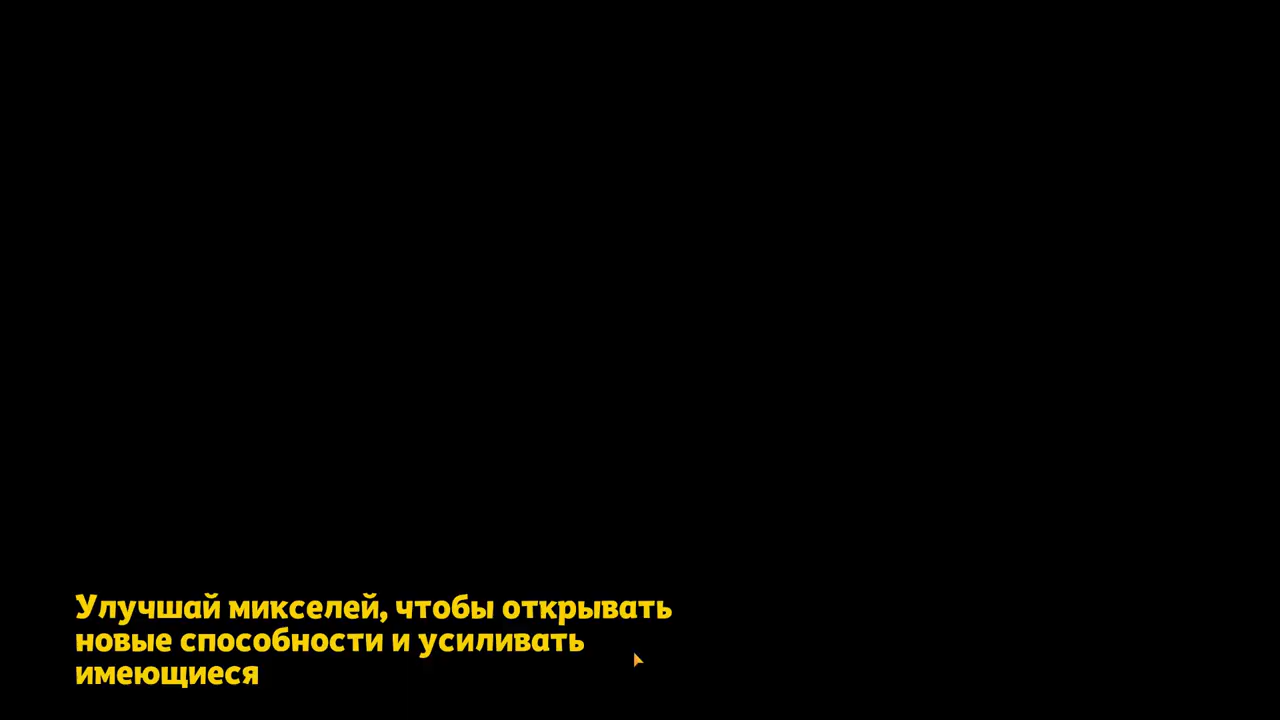 Улучшай микселей, чтобы открывать
новые способности и усиливать
имеющиеся